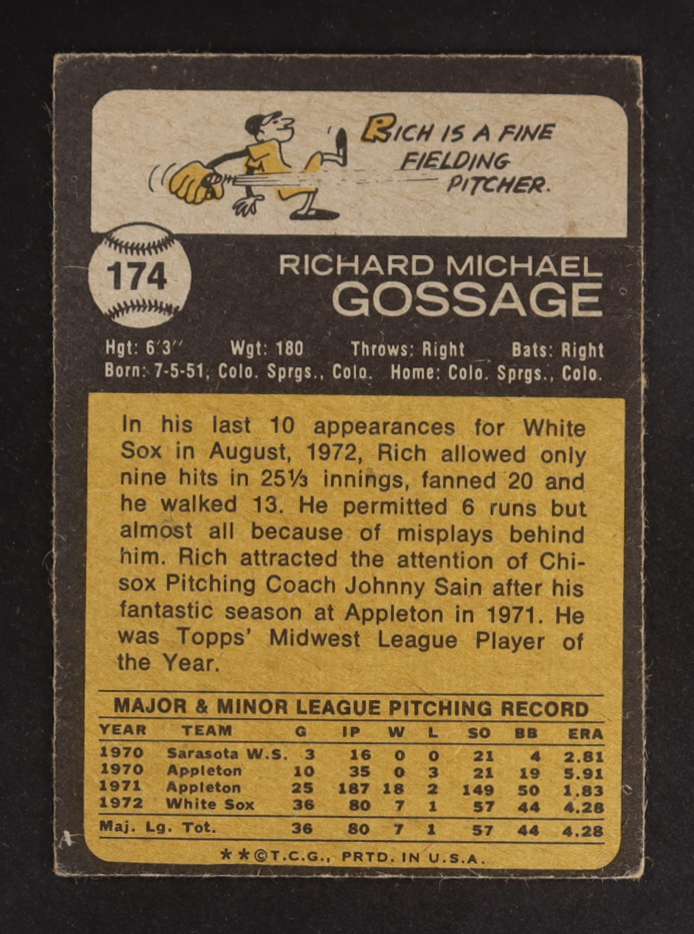 RICH IS A FINE
FIELDING
PITCHER.
174
RICHARD MICHAEL
GOSSAGE
Hgt: 6'3'' Wgt: 180 Throws: Right Bats: Right
Born: 7-5-51, Colo. Sprgs., Colo. Home: Colo. Sprgs., Colo.
In his last 10 appearances for White
Sox in August, 1972, Rich allowed only
nine hits in 25⅓ innings, fanned 20 and
he walked 13. He permitted 6 runs but
almost all because of misplays behind
him. Rich attracted the attention of Chi-
sox Pitching Coach Johnny Sain after his
fantastic season at Appleton in 1971. He
was Topps' Midwest League Player of
the Year.
MAJOR & MINOR LEAGUE PITCHING RECORD
YEAR TEAM G IP W L SO BB ERA
1970 Sarasota W.S. 3 16 0 0 21 4 2.81
1970 Appleton 10 35 0 3 21 19 5.91
1971 Appleton 25 187 18 2 149 50 1.83
1972 White Sox 36 80 7 1 57 44 4.28
Maj. Lg. Tot. 36 80 7 1 57 44 4.28
**©T.C.G., PRTD. IN U.S.A.